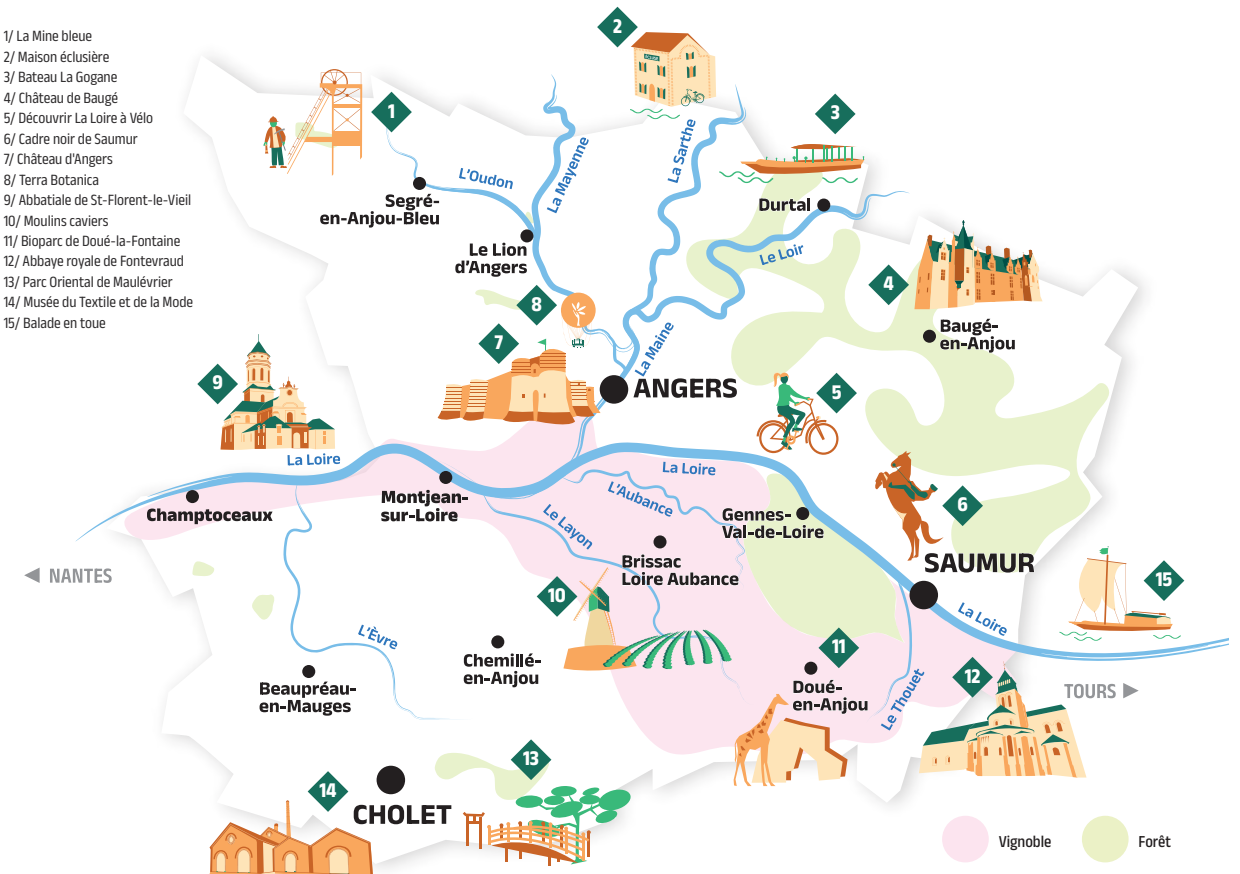 1/ La Mine bleue
2/ Maison éclusière
3/ Bateau La Gogane
4/ Château de Baugé
5/ Découvrir La Loire à Vélo
6/ Cadre noir de Saumur
7/ Château d'Angers
8/ Terra Botanica
9/ Abbatiale de St-Florent-le-Vieil
10/ Moulins caviers
11/ Bioparc de Doué-la-Fontaine
12/ Abbaye royale de Fontevraud
13/ Parc Oriental de Maulévrier
14/ Musée du Textile et de la Mode
15/ Balade en toue
2
1
3
La Mayenne
La Sarthe
L'Oudon
Segré-
en-Anjou-Bleu
Durtal
Le Lion
d'Angers
Le Loir
4
8
Baugé-
en-Anjou
7
La Maine
9
ANGERS
5
La Loire
La Loire
Champtoceaux
Montjean-
sur-Loire
L'Aubance
Le Layon
Gennes-
Val-de-Loire
6
Brissac
Loire Aubance
SAUMUR
NANTES
10
15
La Loire
L'Èvre
Chemillé-
en-Anjou
11
Beaupréau-
en-Mauges
Doué-
en-Anjou
Le Thouet
12
TOURS
13
14
CHOLET
Vignoble
Forêt